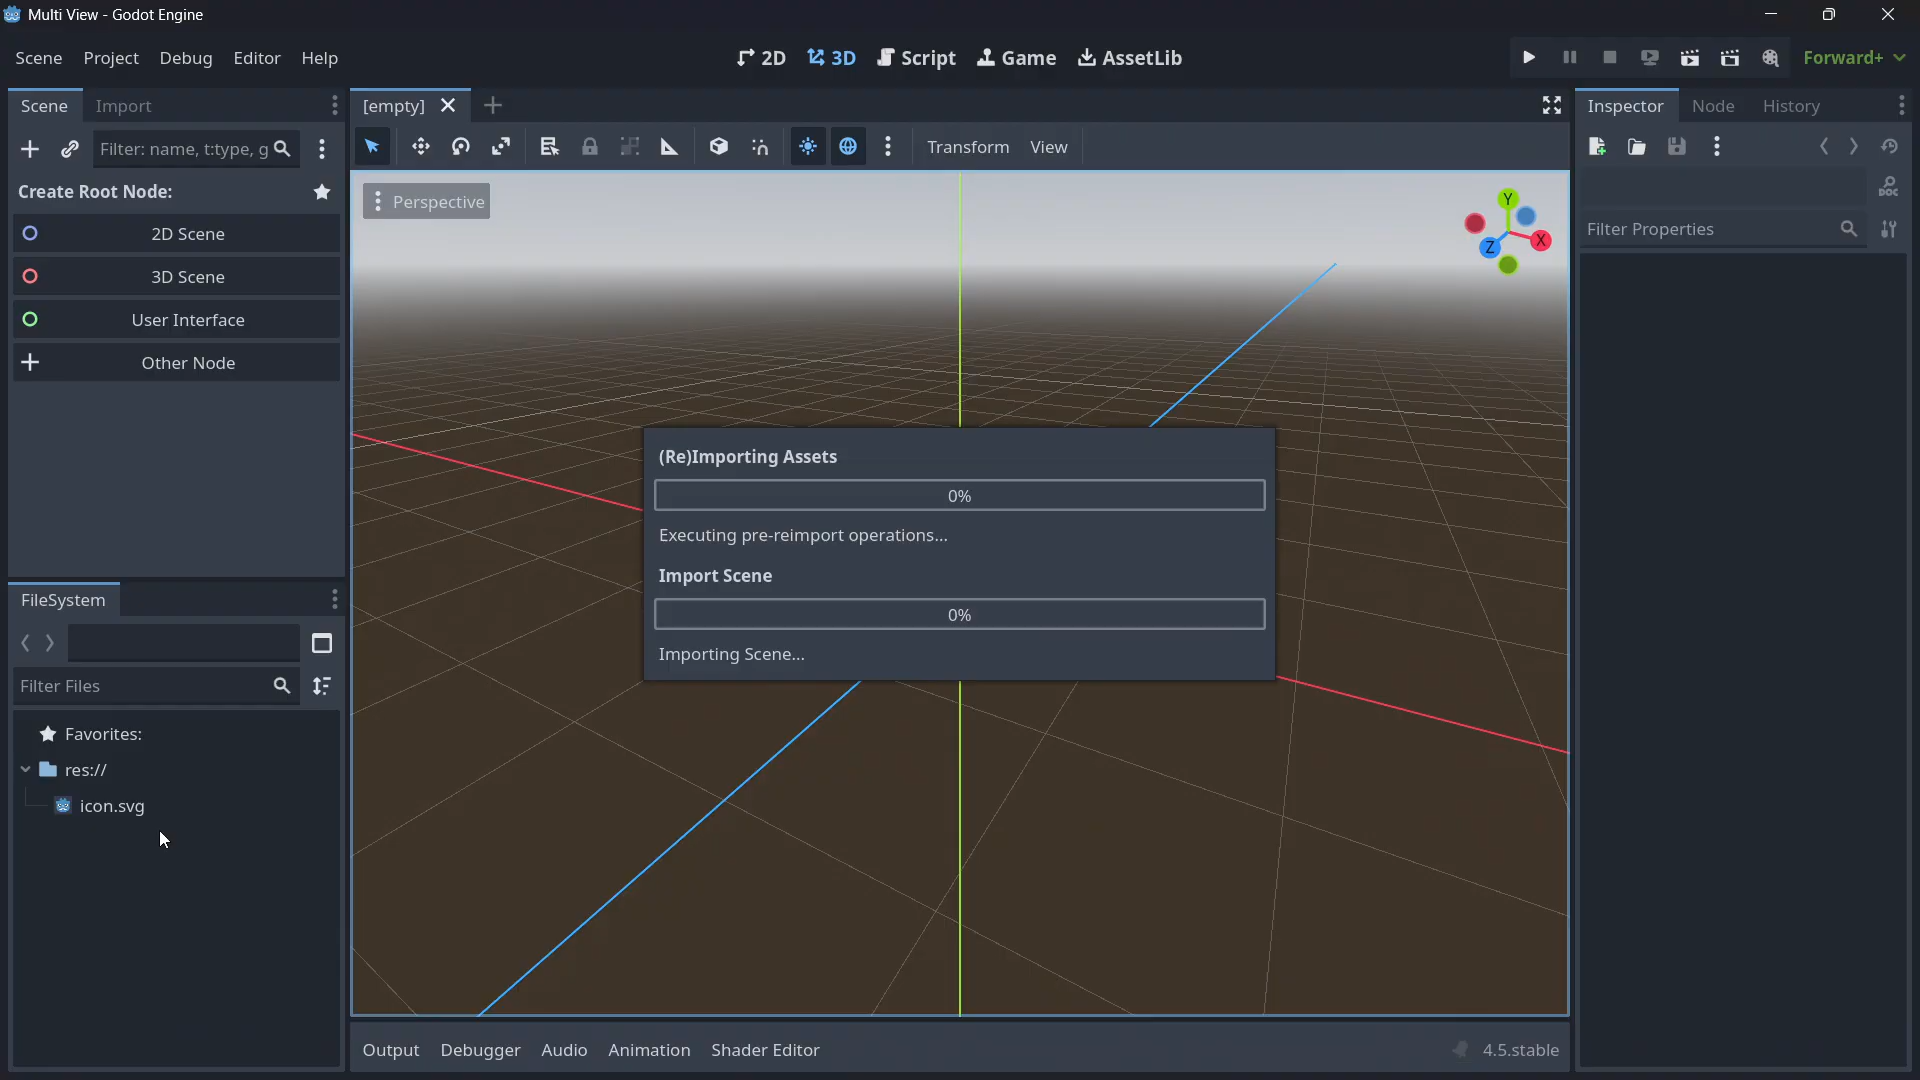 Multi View - Godot Engine
Scene Project Debug Editor Help
2D 3D Script Game AssetLib
Forward+
Scene Import
Filter: name, t:type, g
Create Root Node:
2D Scene
3D Scene
User Interface
Other Node
[empty]
Transform View
Perspective
Y
X
Z
(Re)Importing Assets
0%
Executing pre-reimport operations...
Import Scene
0%
Importing Scene...
FileSystem
Filter Files
Favorites:
res://
icon.svg
Output Debugger Audio Animation Shader Editor
4.5.stable
Inspector Node History
DOC
Filter Properties